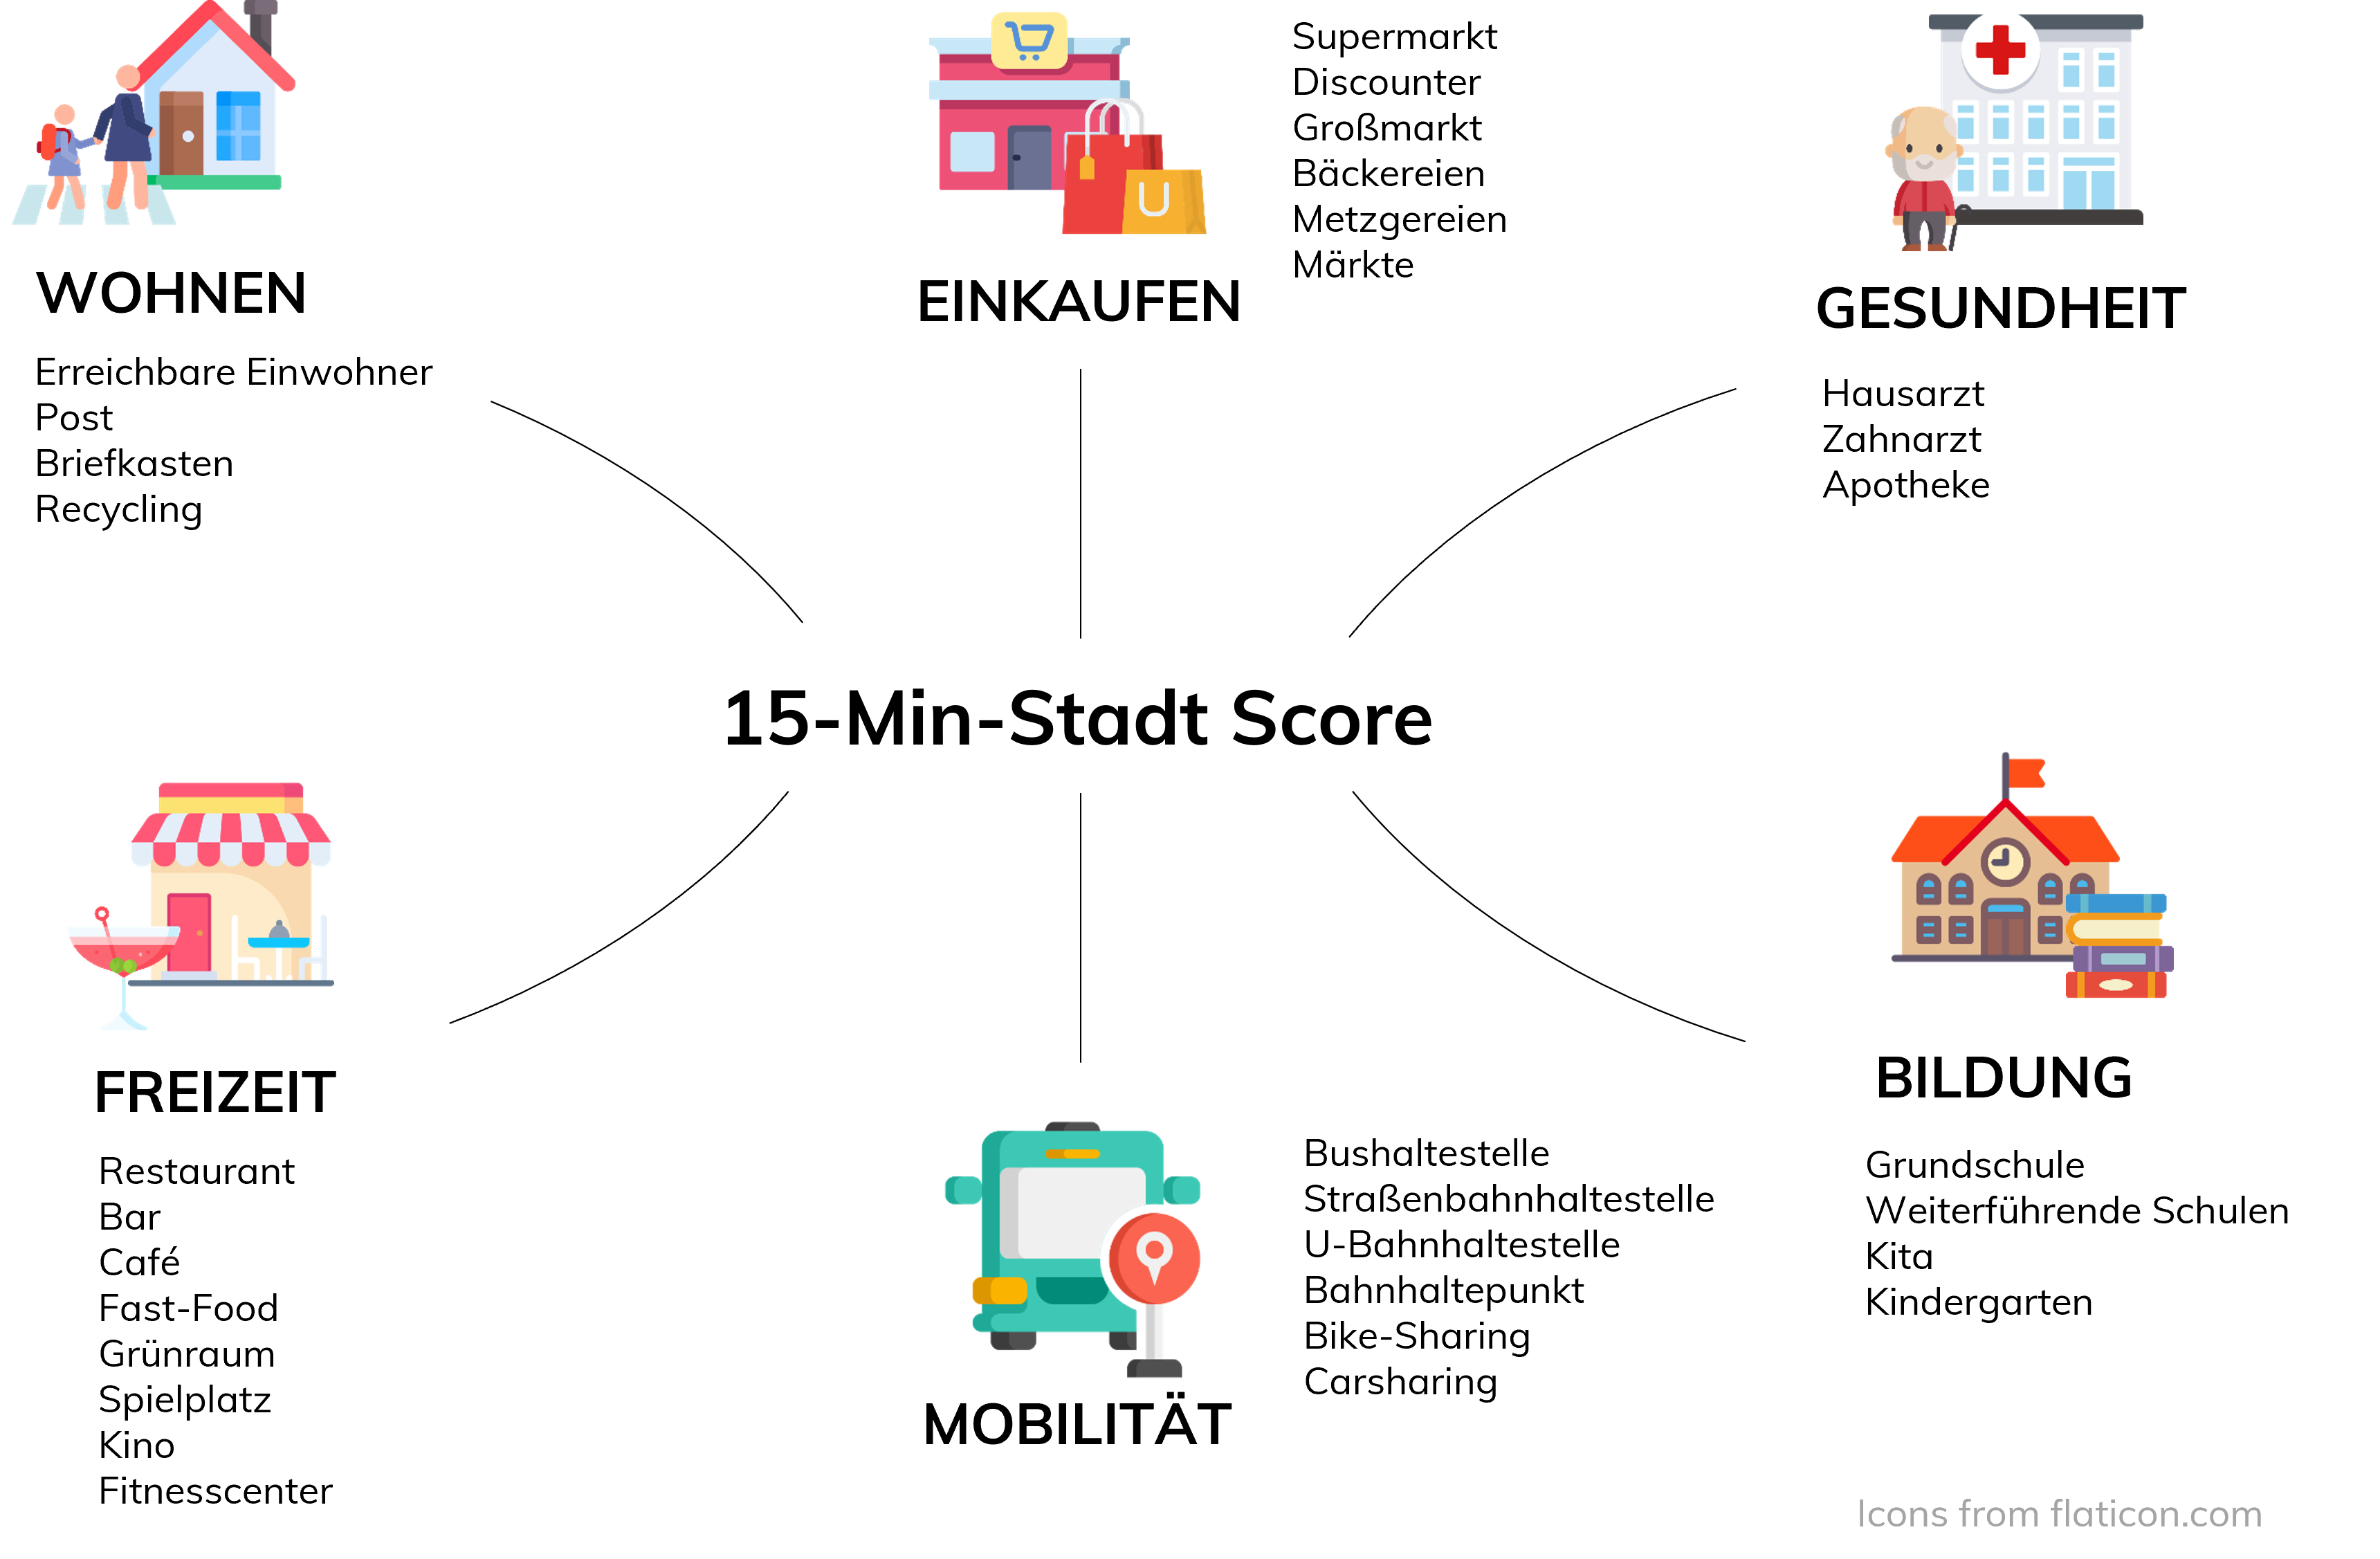 WOHNEN
Erreichbare Einwohner
Post
Briefkasten
Recycling
EINKAUFEN
Supermarkt
Discounter
Großmarkt
Bäckereien
Metzgereien
Märkte
GESUNDHEIT
Hausarzt
Zahnarzt
Apotheke
15-Min-Stadt Score
FREIZEIT
Restaurant
Bar
Café
Fast-Food
Grünraum
Spielplatz
Kino
Fitnesscenter
MOBILITÄT
Bushaltestelle
Straßenbahnhaltestelle
U-Bahnhaltestelle
Bahnhaltepunkt
Bike-Sharing
Carsharing
BILDUNG
Grundschule
Weiterführende Schulen
Kita
Kindergarten
Icons from flaticon.com